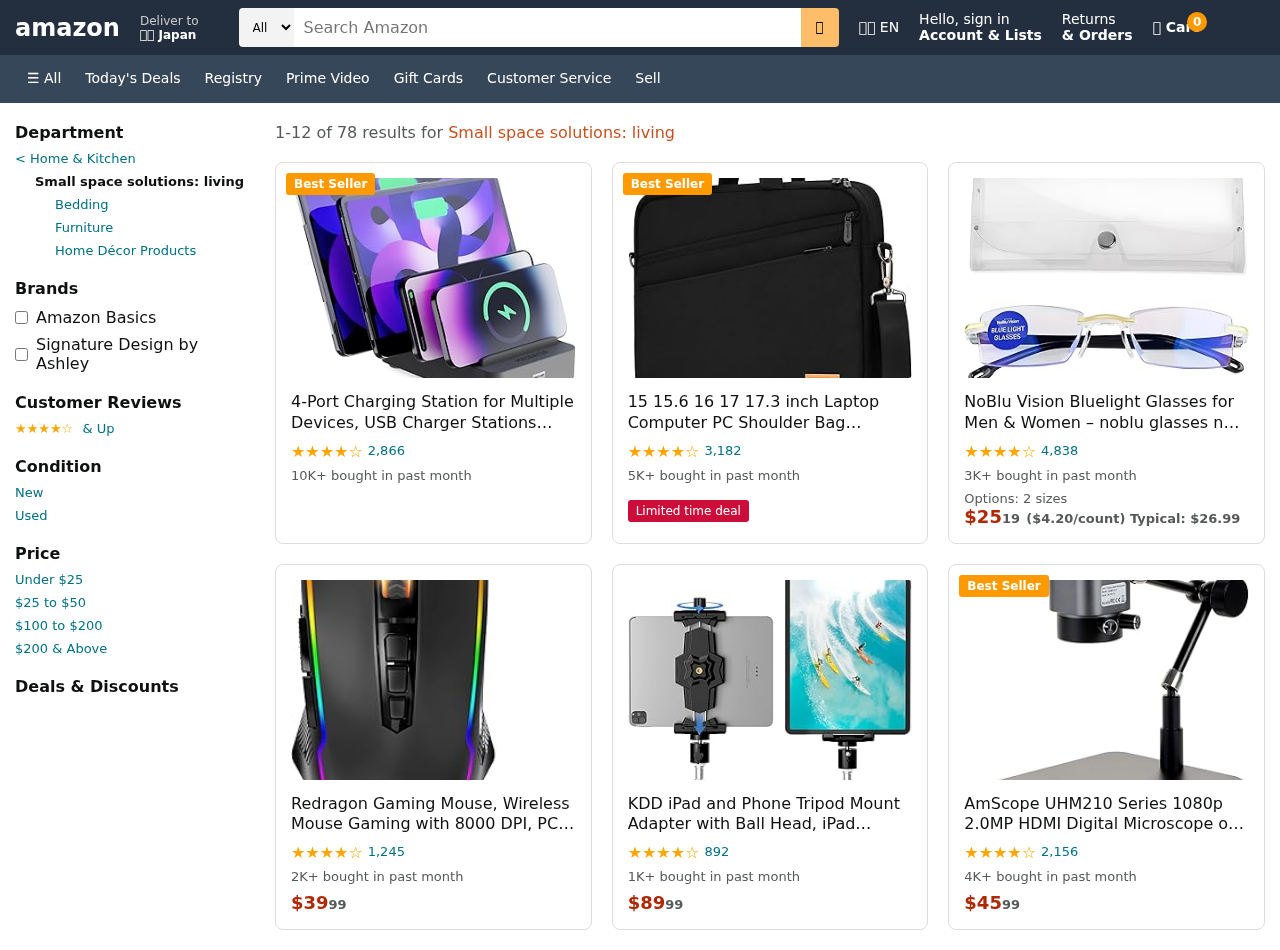 amazon
Deliver to
Japan
All
Search Amazon
EN
Hello, sign in
Account & Lists
Returns
& Orders
0
☰ All
Today's Deals
Registry
Prime Video
Gift Cards
Customer Service
Sell
Department
< Home & Kitchen
Small space solutions: living
Bedding
Furniture
Home Décor Products
Brands
Amazon Basics
Signature Design by
Ashley
Customer Reviews
★★★★☆ & Up
Condition
New
Used
Price
Under $25
$25 to $50
$100 to $200
$200 & Above
Deals & Discounts
1-12 of 78 results for Small space solutions: living
Best Seller
4-Port Charging Station for Multiple
Devices, USB Charger Stations…
★★★★☆ 2,866
10K+ bought in past month
Best Seller
15 15.6 16 17 17.3 inch Laptop
Computer PC Shoulder Bag…
★★★★☆ 3,182
5K+ bought in past month
Limited time deal
BLUE LIGHT
GLASSES
NoBlu Vision Bluelight Glasses for
Men & Women – noblu glasses n…
★★★★☆ 4,838
3K+ bought in past month
Options: 2 sizes
$2519 ($4.20/count) Typical: $26.99
Redragon Gaming Mouse, Wireless
Mouse Gaming with 8000 DPI, PC…
★★★★☆ 1,245
2K+ bought in past month
$3999
KDD iPad and Phone Tripod Mount
Adapter with Ball Head, iPad…
★★★★☆ 892
1K+ bought in past month
$8999
Best Seller
AmScope UHM210 Series 1080p
2.0MP HDMI Digital Microscope o…
★★★★☆ 2,156
4K+ bought in past month
$4599